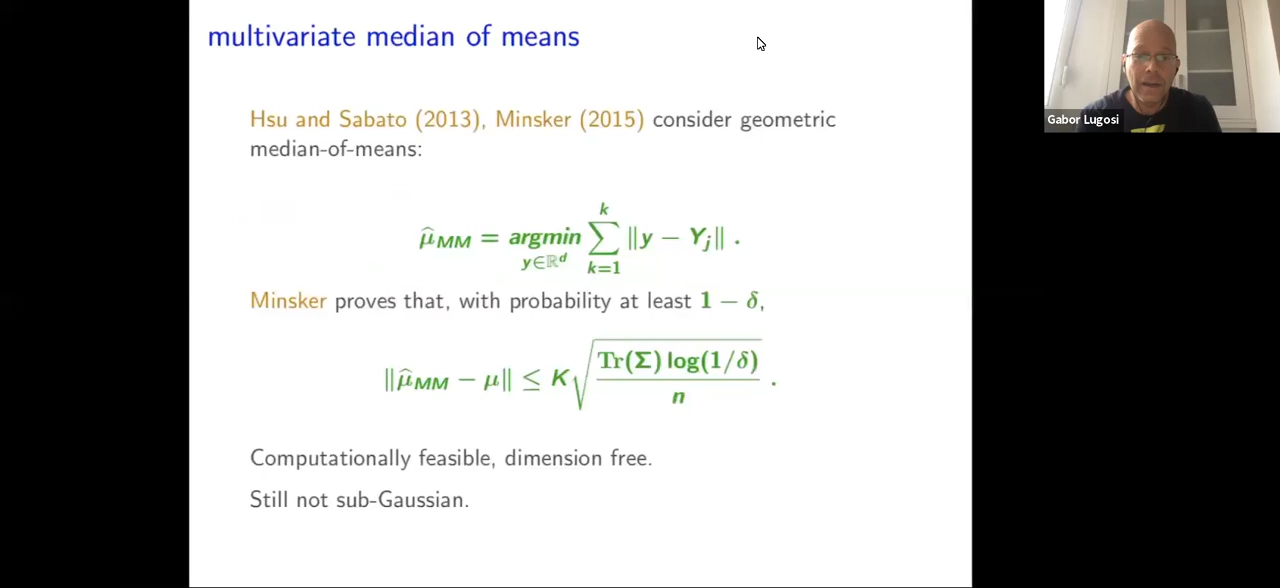 multivariate median of means
Hsu and Sabato (2013), Minsker (2015) consider geometric
median-of-means:
μ̂_MM = argmin_{y∈ℝ^d} ∑_{k=1}^{k} ‖y − Y_j‖ .
Minsker proves that, with probability at least 1 − δ,
‖μ̂_MM − μ‖ ≤ K√(Tr(Σ) log(1/δ) / n) .
Computationally feasible, dimension free.
Still not sub-Gaussian.
Gabor Lugosi